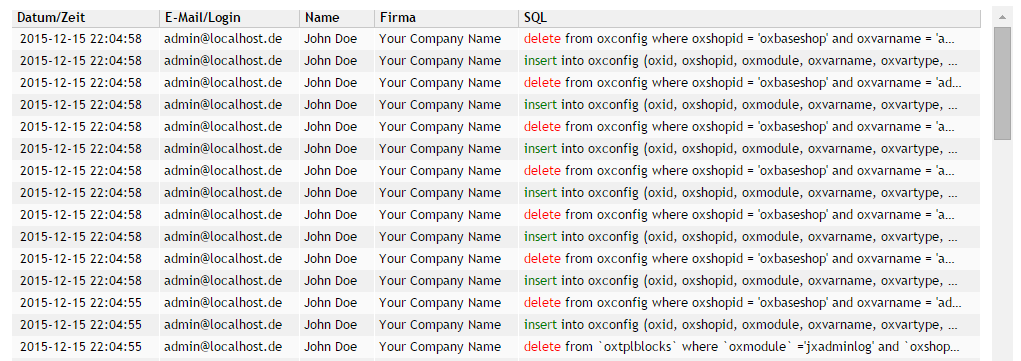 Datum/Zeit E-Mail/Login Name Firma SQL
2015-12-15 22:04:58 admin@localhost.de John Doe Your Company Name delete from oxconfig where oxshopid = 'oxbaseshop' and oxvarname = 'a...
2015-12-15 22:04:58 admin@localhost.de John Doe Your Company Name insert into oxconfig (oxid, oxshopid, oxmodule, oxvarname, oxvartype, ...
2015-12-15 22:04:58 admin@localhost.de John Doe Your Company Name delete from oxconfig where oxshopid = 'oxbaseshop' and oxvarname = 'ad...
2015-12-15 22:04:58 admin@localhost.de John Doe Your Company Name insert into oxconfig (oxid, oxshopid, oxmodule, oxvarname, oxvartype, ...
2015-12-15 22:04:58 admin@localhost.de John Doe Your Company Name delete from oxconfig where oxshopid = 'oxbaseshop' and oxvarname = 'a...
2015-12-15 22:04:58 admin@localhost.de John Doe Your Company Name insert into oxconfig (oxid, oxshopid, oxmodule, oxvarname, oxvartype, ...
2015-12-15 22:04:58 admin@localhost.de John Doe Your Company Name delete from oxconfig where oxshopid = 'oxbaseshop' and oxvarname = 'a...
2015-12-15 22:04:58 admin@localhost.de John Doe Your Company Name insert into oxconfig (oxid, oxshopid, oxmodule, oxvarname, oxvartype, ...
2015-12-15 22:04:58 admin@localhost.de John Doe Your Company Name delete from oxconfig where oxshopid = 'oxbaseshop' and oxvarname = 'a...
2015-12-15 22:04:58 admin@localhost.de John Doe Your Company Name insert into oxconfig (oxid, oxshopid, oxmodule, oxvarname, oxvartype, ...
2015-12-15 22:04:58 admin@localhost.de John Doe Your Company Name delete from oxconfig where oxshopid = 'oxbaseshop' and oxvarname = 'a...
2015-12-15 22:04:58 admin@localhost.de John Doe Your Company Name insert into oxconfig (oxid, oxshopid, oxmodule, oxvarname, oxvartype, ...
2015-12-15 22:04:55 admin@localhost.de John Doe Your Company Name delete from oxconfig where oxshopid = 'oxbaseshop' and oxvarname = 'ad...
2015-12-15 22:04:55 admin@localhost.de John Doe Your Company Name insert into oxconfig (oxid, oxshopid, oxmodule, oxvarname, oxvartype, ...
2015-12-15 22:04:55 admin@localhost.de John Doe Your Company Name delete from `oxtplblocks` where `oxmodule` ='jxadminlog' and `oxshop...